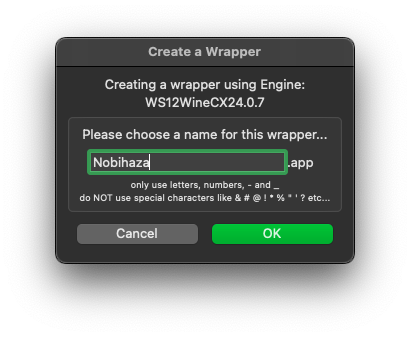 Create a Wrapper
Creating a wrapper using Engine:
WS12WineCX24.0.7
Please choose a name for this wrapper...
Nobihaza .app
only use letters, numbers, - and _
do NOT use special characters like & # @ ! * % " ' ? etc...
Cancel OK